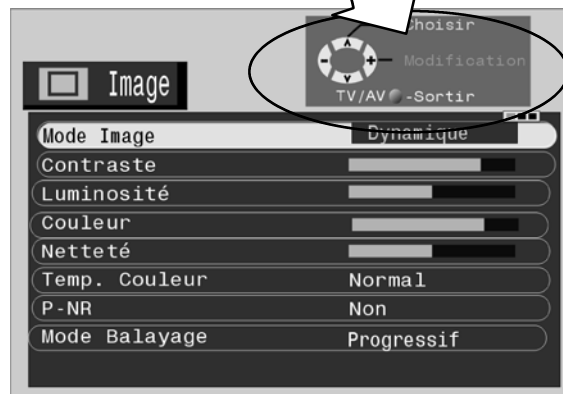 Choisir
Modification
TV/AV -Sortir
Image
Mode Image Dynamique
Contraste
Luminosité
Couleur
Netteté
Temp. Couleur Normal
P-NR Non
Mode Balayage Progressif